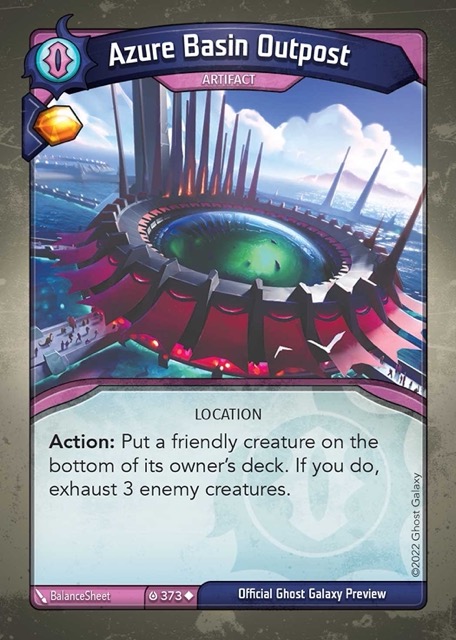 Azure Basin Outpost
ARTIFACT
LOCATION
Action: Put a friendly creature on the
bottom of its owner's deck. If you do,
exhaust 3 enemy creatures.
©2022 Ghost Galaxy
BalanceSheet
373
Official Ghost Galaxy Preview